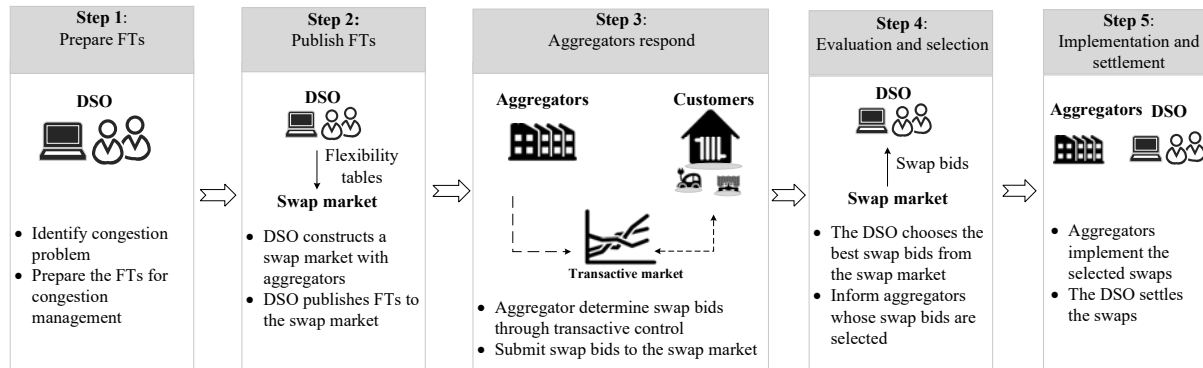 Step 1:
Prepare FTs
DSO
• Identify congestion
problem
• Prepare the FTs for
congestion
management
Step 2:
Publish FTs
DSO
Flexibility
tables
Swap market
• DSO constructs a
swap market with
aggregators
• DSO publishes FTs to
the swap market
Step 3:
Aggregators respond
Aggregators
Customers
Transactive market
• Aggregator determine swap bids
through transactive control
• Submit swap bids to the swap market
Step 4:
Evaluation and selection
DSO
Swap bids
Swap market
• The DSO chooses the
best swap bids from
the swap market
• Inform aggregators
whose swap bids are
selected
Step 5:
Implementation and
settlement
Aggregators DSO
• Aggregators
implement the
selected swaps
• The DSO settles
the swaps